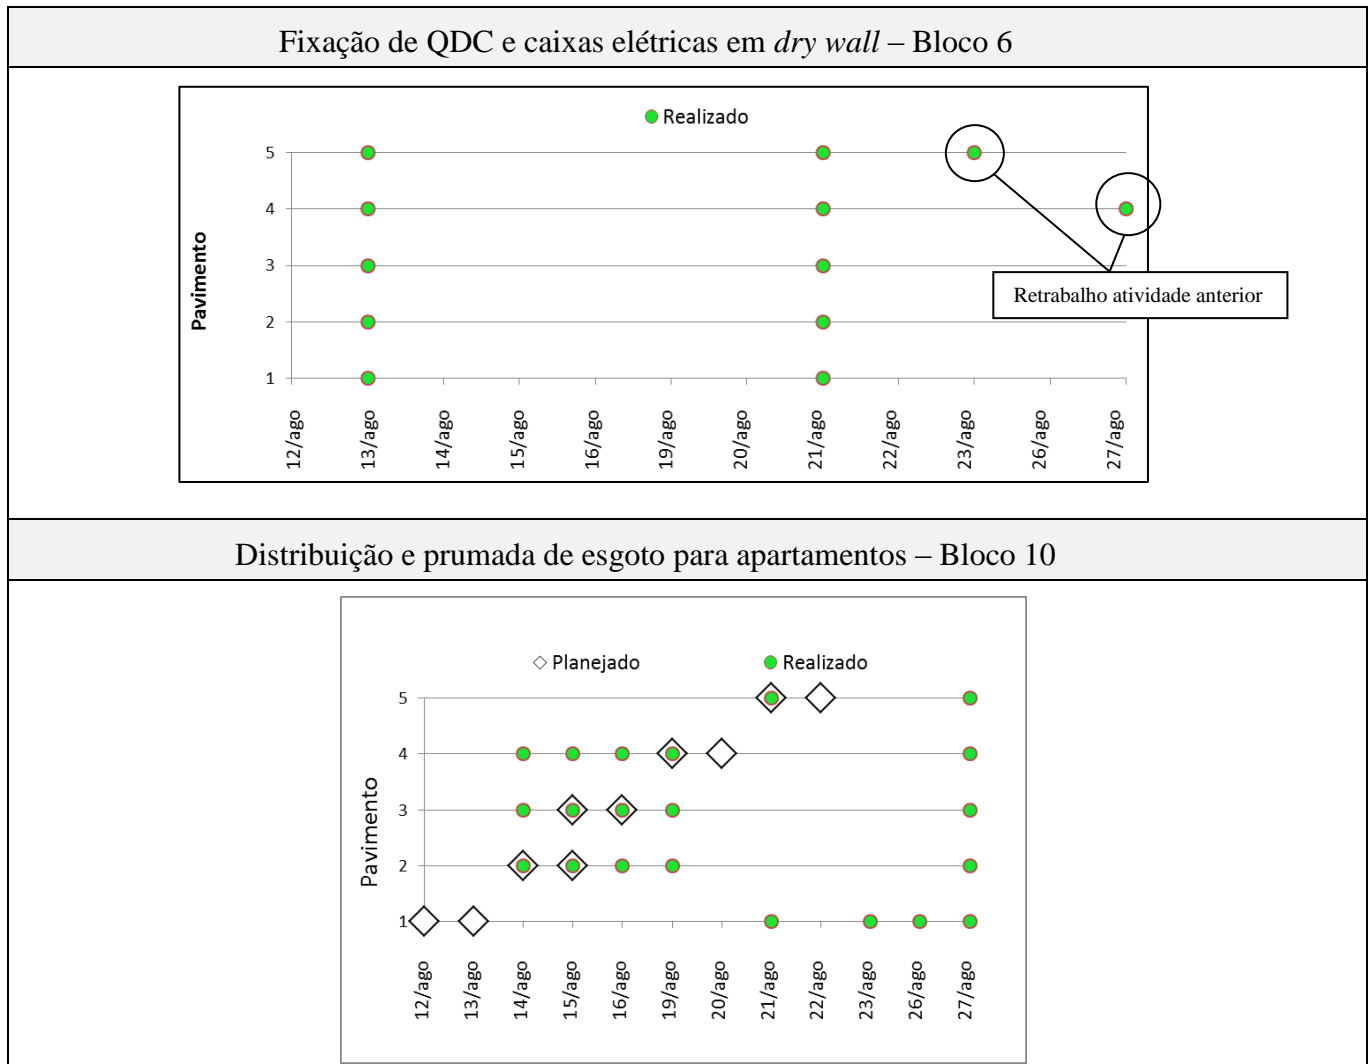 Fixação de QDC e caixas elétricas em dry wall – Bloco 6
Realizado
Pavimento
5
4
3
2
1
Retrabalho atividade anterior
12/ago
13/ago
14/ago
15/ago
16/ago
19/ago
20/ago
21/ago
22/ago
23/ago
26/ago
27/ago
Distribuição e prumada de esgoto para apartamentos – Bloco 10
Planejado
Realizado
Pavimento
5
4
3
2
1
12/ago
13/ago
14/ago
15/ago
16/ago
19/ago
20/ago
21/ago
22/ago
23/ago
26/ago
27/ago